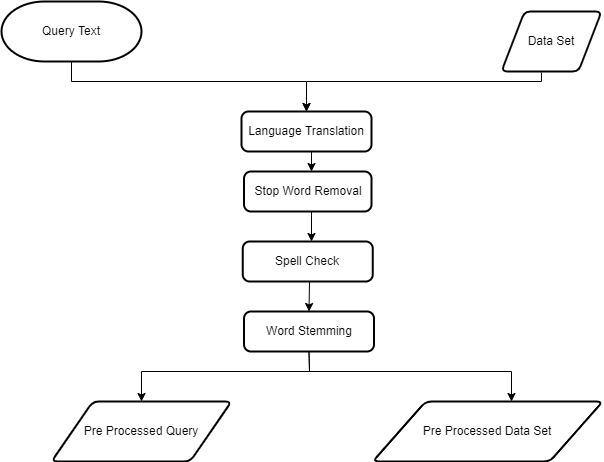 Query Text
Data Set
Language Translation
Stop Word Removal
Spell Check
Word Stemming
Pre Processed Query
Pre Processed Data Set